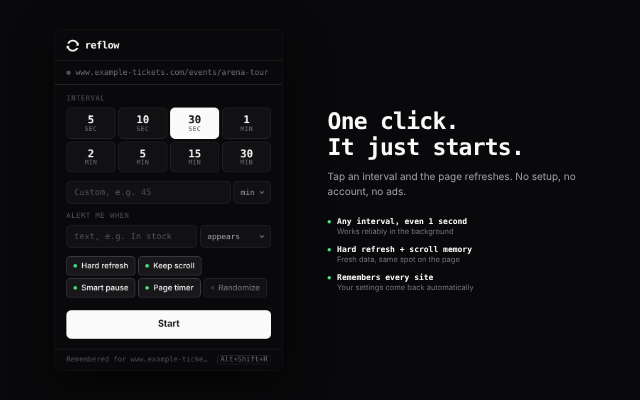 reflow
www.example-tickets.com/events/arena-tour
INTERVAL
5 SEC
10 SEC
30 SEC
1 MIN
2 MIN
5 MIN
15 MIN
30 MIN
Custom, e.g. 45
min
ALERT ME WHEN
text, e.g. In stock
appears
Hard refresh
Keep scroll
Smart pause
Page timer
Randomize
Start
Remembered for www.example-ticke…
Alt+Shift+R
One click.
It just starts.
Tap an interval and the page refreshes. No setup, no
account, no ads.
Any interval, even 1 second
Works reliably in the background
Hard refresh + scroll memory
Fresh data, same spot on the page
Remembers every site
Your settings come back automatically